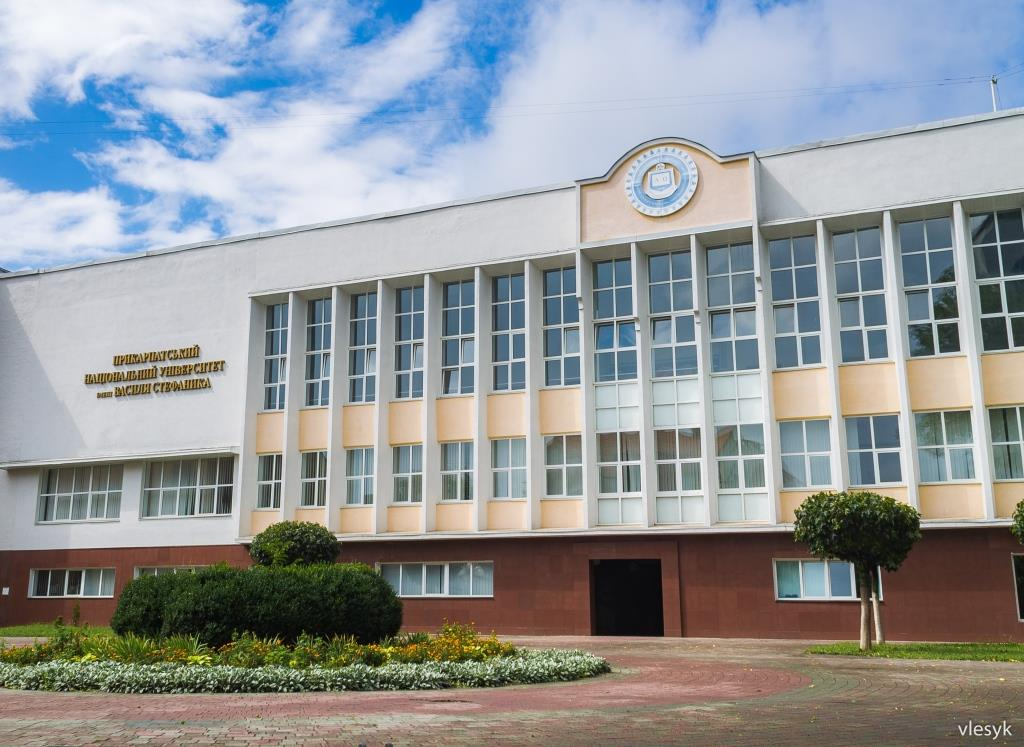 ПРИКАРПАТСЬКИЙ
НАЦІОНАЛЬНИЙ УНІВЕРСИТЕТ
ІМЕНІ ВАСИЛЯ СТЕФАНИКА
vlesyk